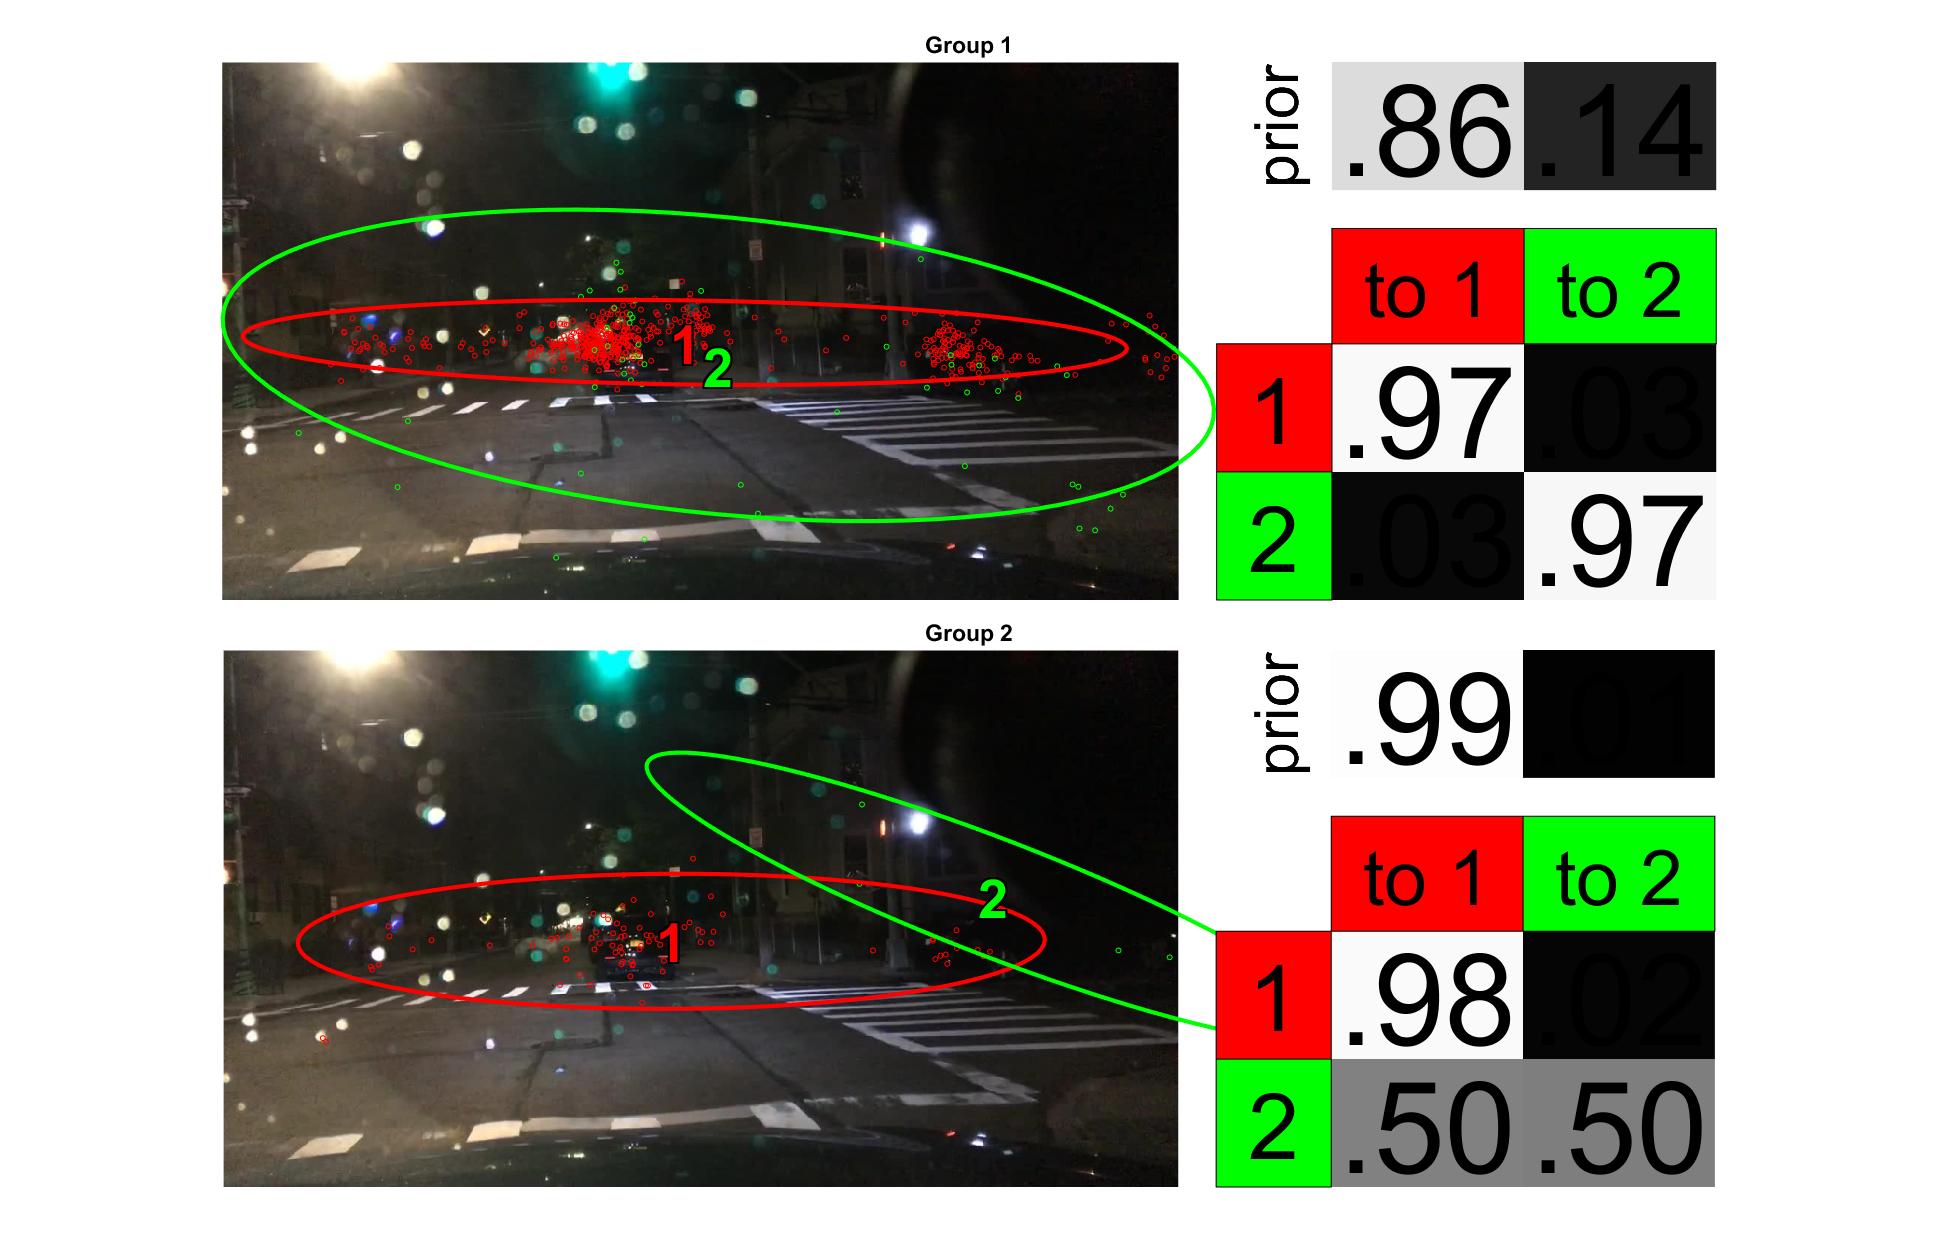 Group 1
prior .86 .14
to 1 to 2
1 .97 .03
2 .03 .97
1
2
Group 2
prior .99 .01
to 1 to 2
1 .98 .02
2 .50 .50
2
1